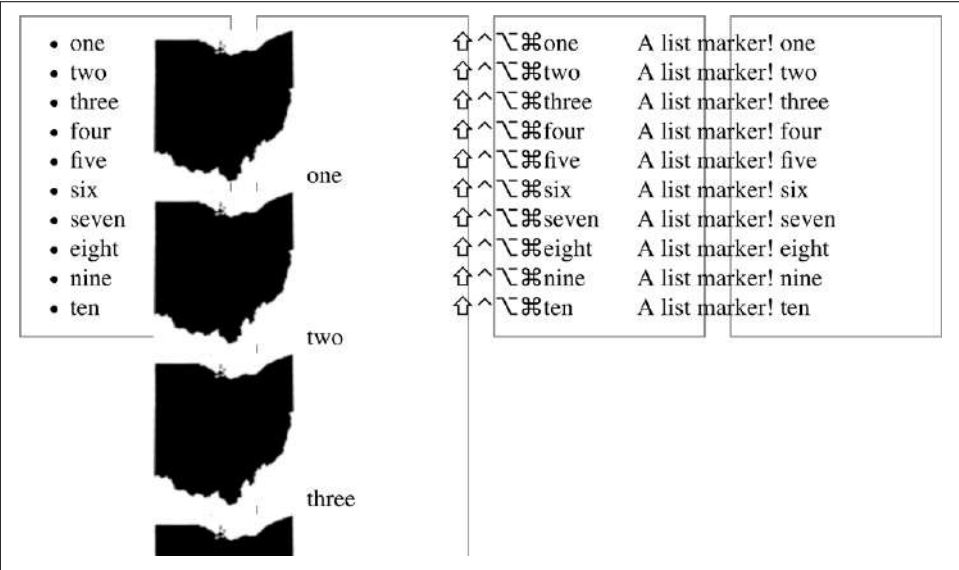 • one
• two
• three
• four
• five
• six
• seven
• eight
• nine
• ten
one
two
three
⇧⌃⌥⌘one
⇧⌃⌥⌘two
⇧⌃⌥⌘three
⇧⌃⌥⌘four
⇧⌃⌥⌘five
⇧⌃⌥⌘six
⇧⌃⌥⌘seven
⇧⌃⌥⌘eight
⇧⌃⌥⌘nine
⇧⌃⌥⌘ten
A list marker! one
A list marker! two
A list marker! three
A list marker! four
A list marker! five
A list marker! six
A list marker! seven
A list marker! eight
A list marker! nine
A list marker! ten